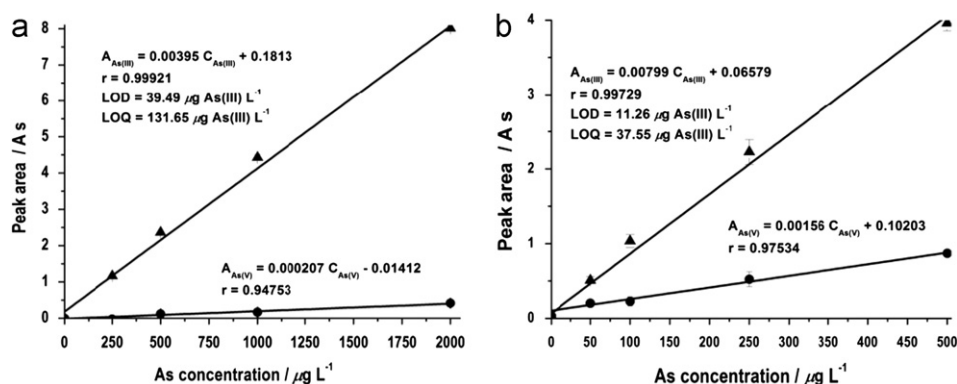 a
A_As(III) = 0.00395 C_As(III) + 0.1813
r = 0.99921
LOD = 39.49 µg As(III) L⁻¹
LOQ = 131.65 µg As(III) L⁻¹
A_As(V) = 0.000207 C_As(V) - 0.01412
r = 0.94753
Peak area / A s
8
7
6
5
4
3
2
1
0
0 250 500 750 1000 1250 1500 1750 2000
As concentration / µg L⁻¹
b
A_As(III) = 0.00799 C_As(III) + 0.06579
r = 0.99729
LOD = 11.26 µg As(III) L⁻¹
LOQ = 37.55 µg As(III) L⁻¹
A_As(V) = 0.00156 C_As(V) + 0.10203
r = 0.97534
Peak area / A s
4
3
2
1
0
0 50 100 150 200 250 300 350 400 450 500
As concentration / µg L⁻¹